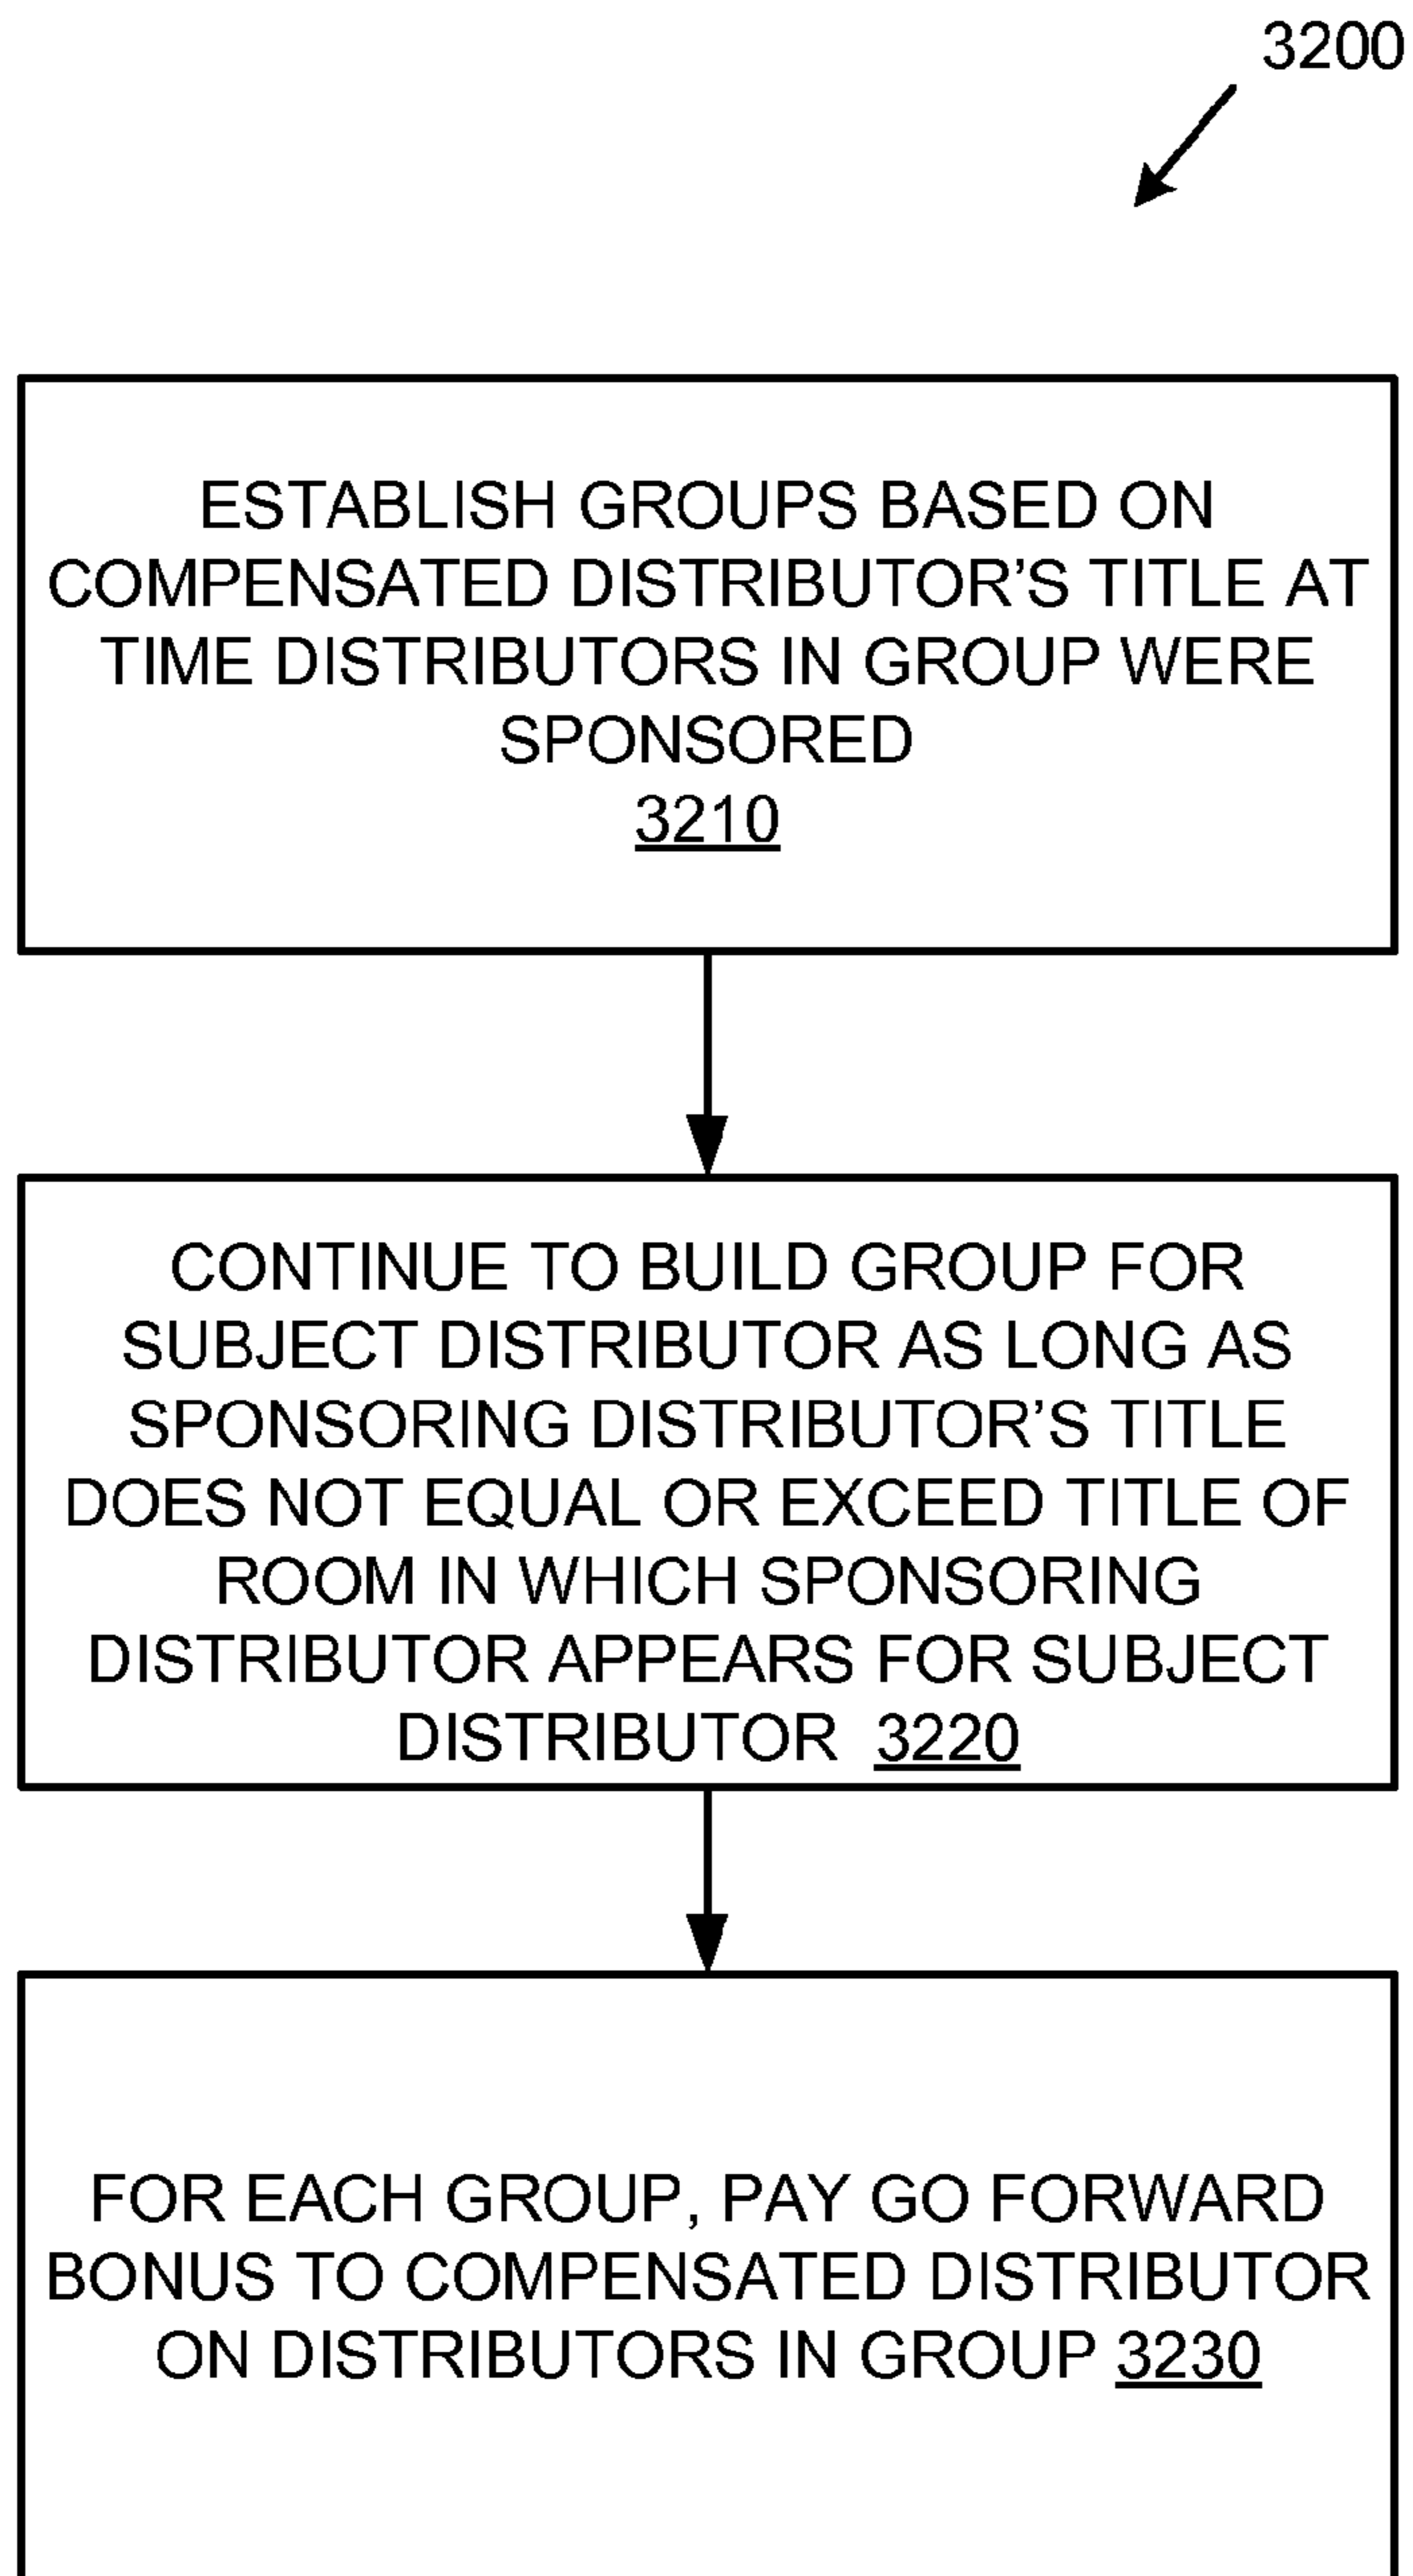 3200
ESTABLISH GROUPS BASED ON
COMPENSATED DISTRIBUTOR’S TITLE AT
TIME DISTRIBUTORS IN GROUP WERE
SPONSORED
3210
CONTINUE TO BUILD GROUP FOR
SUBJECT DISTRIBUTOR AS LONG AS
SPONSORING DISTRIBUTOR’S TITLE
DOES NOT EQUAL OR EXCEED TITLE OF
ROOM IN WHICH SPONSORING
DISTRIBUTOR APPEARS FOR SUBJECT
DISTRIBUTOR 3220
FOR EACH GROUP, PAY GO FORWARD
BONUS TO COMPENSATED DISTRIBUTOR
ON DISTRIBUTORS IN GROUP 3230